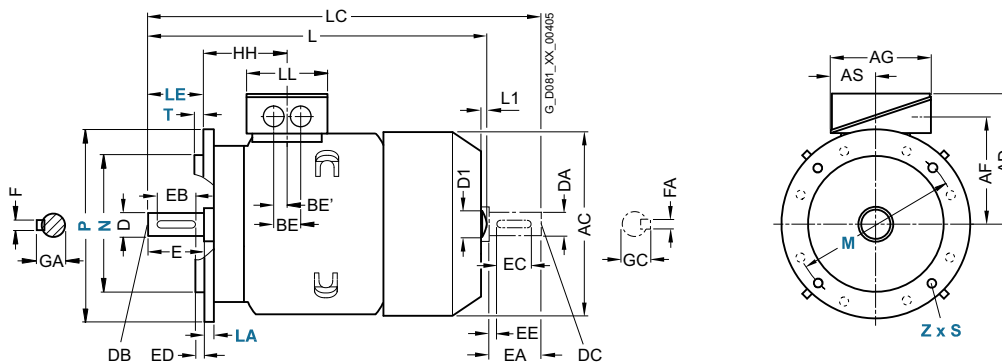 LC
L
HH
LL
LE
T
L1
G_D081_XX_00405
AG
AS
AF
AD
F
GA
P
N
D
EB
E
BE'
BE
D1
DA
AC
FA
GC
EC
M
LA
DB
ED
EE
EA
DC
Z x S